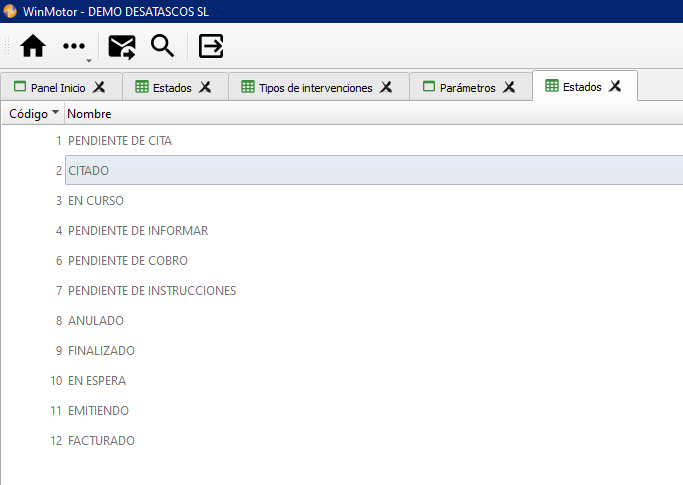 WinMotor - DEMO DESATASCOS SL
Panel Inicio Estados Tipos de intervenciones Parámetros Estados
Código Nombre
1 PENDIENTE DE CITA
2 CITADO
3 EN CURSO
4 PENDIENTE DE INFORMAR
6 PENDIENTE DE COBRO
7 PENDIENTE DE INSTRUCCIONES
8 ANULADO
9 FINALIZADO
10 EN ESPERA
11 EMITIENDO
12 FACTURADO